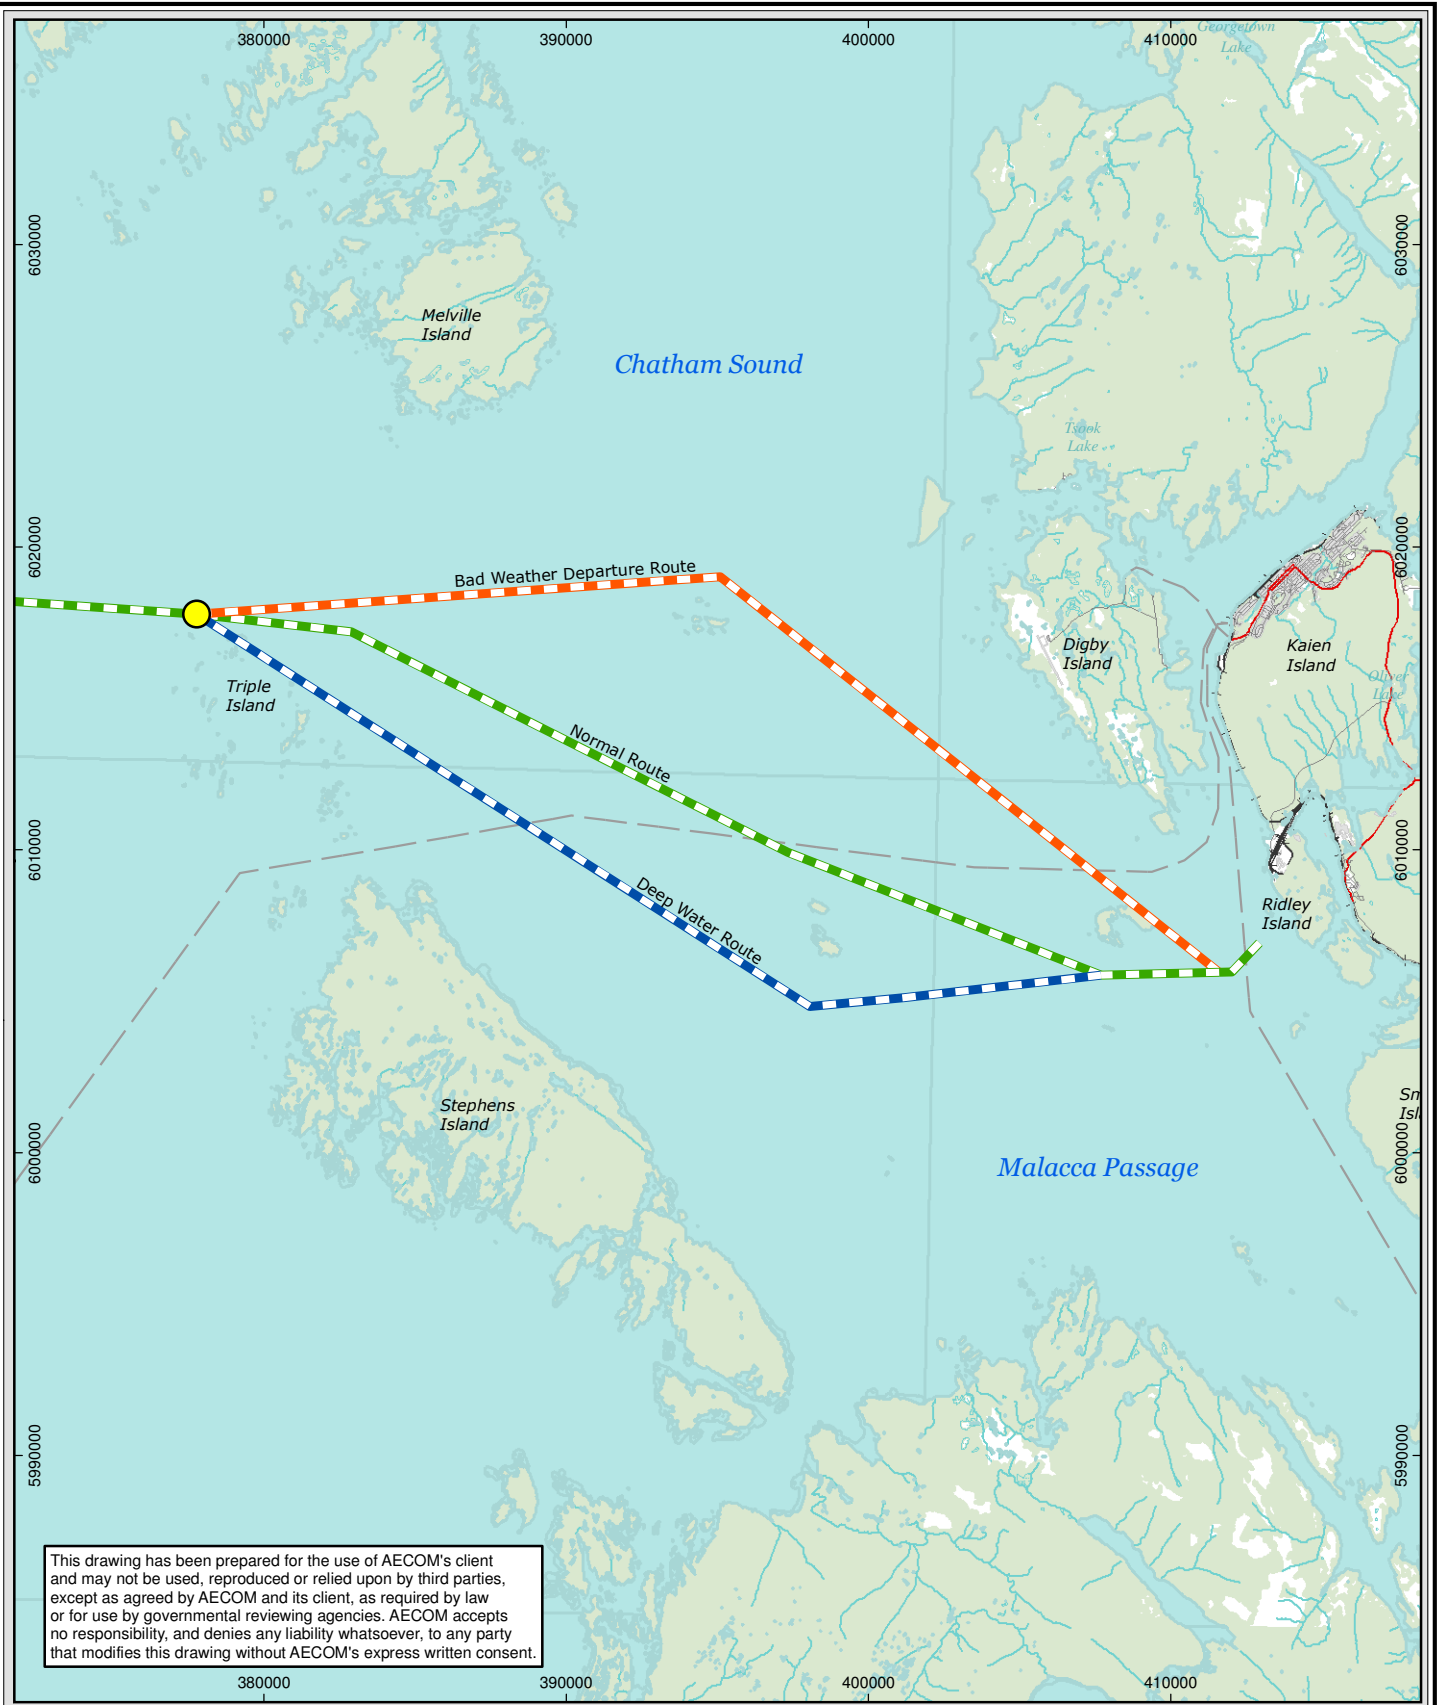 380000
390000
400000
410000
Georgetown
Lake
6030000
6030000
Melville
Island
Chatham Sound
Tsook
Lake
6020000
6020000
Bad Weather Departure Route
Digby
Island
Kaien
Island
Oliver
Lake
Triple
Island
Normal Route
6010000
6010000
Deep Water Route
Ridley
Island
Stephens
Island
Sm
Isl
6000000
6000000
Malacca Passage
5990000
5990000
This drawing has been prepared for the use of AECOM's client
and may not be used, reproduced or relied upon by third parties,
except as agreed by AECOM and its client, as required by law
or for use by governmental reviewing agencies. AECOM accepts
no responsibility, and denies any liability whatsoever, to any party
that modifies this drawing without AECOM's express written consent.
380000
390000
400000
410000